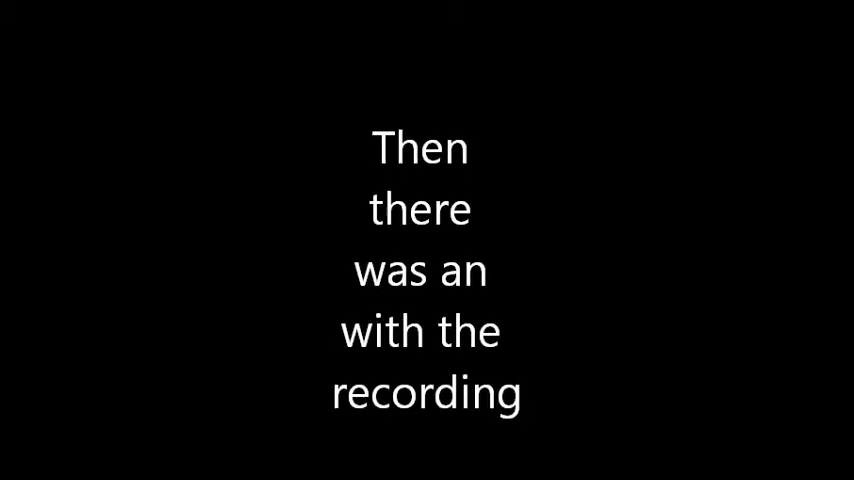 Then
there
was an
with the
recording